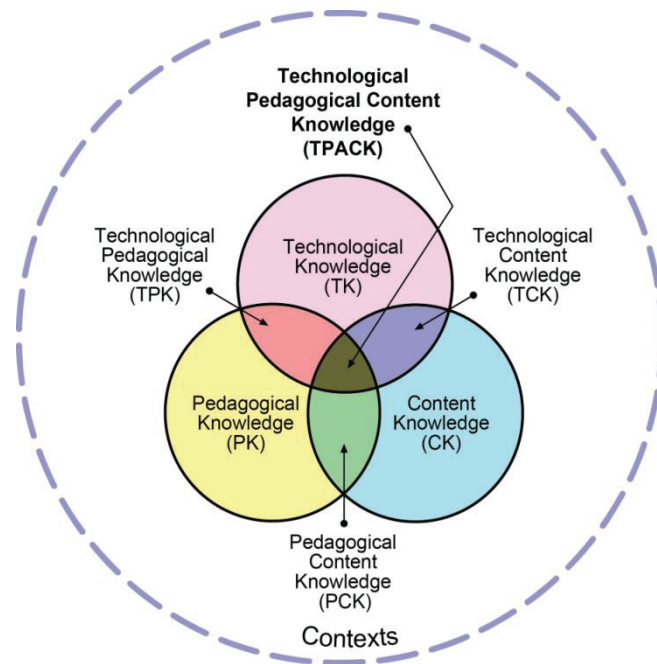 Technological
Pedagogical Content
Knowledge
(TPACK)
Technological
Pedagogical
Knowledge
(TPK)
Technological
Knowledge
(TK)
Technological
Content
Knowledge
(TCK)
Pedagogical
Knowledge
(PK)
Content
Knowledge
(CK)
Pedagogical
Content
Knowledge
(PCK)
Contexts